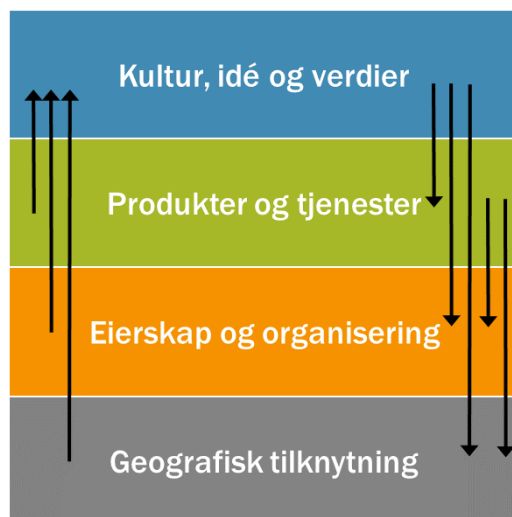 Kultur, idé og verdier
Produkter og tjenester
Eierskap og organisering
Geografisk tilknytning